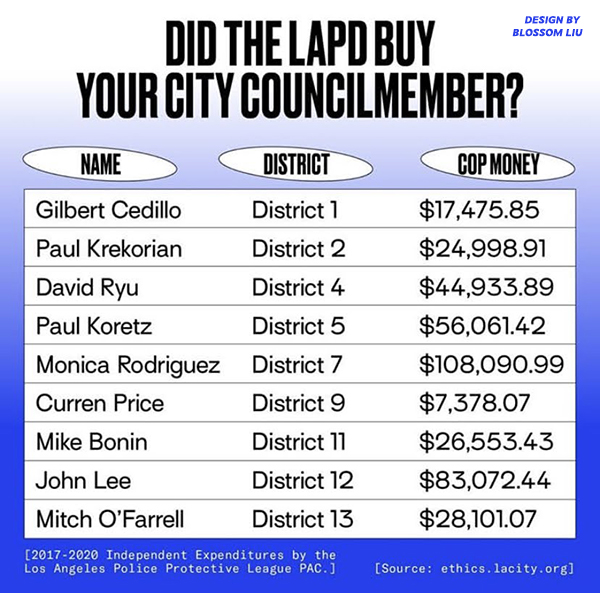 DESIGN BY
BLOSSOM LIU
DID THE LAPD BUY
YOUR CITY COUNCILMEMBER?
NAME DISTRICT COP MONEY
Gilbert Cedillo District 1 $17,475.85
Paul Krekorian District 2 $24,998.91
David Ryu District 4 $44,933.89
Paul Koretz District 5 $56,061.42
Monica Rodriguez District 7 $108,090.99
Curren Price District 9 $7,378.07
Mike Bonin District 11 $26,553.43
John Lee District 12 $83,072.44
Mitch O’Farrell District 13 $28,101.07
[2017-2020 Independent Expenditures by the
Los Angeles Police Protective League PAC.] [Source: ethics.lacity.org]